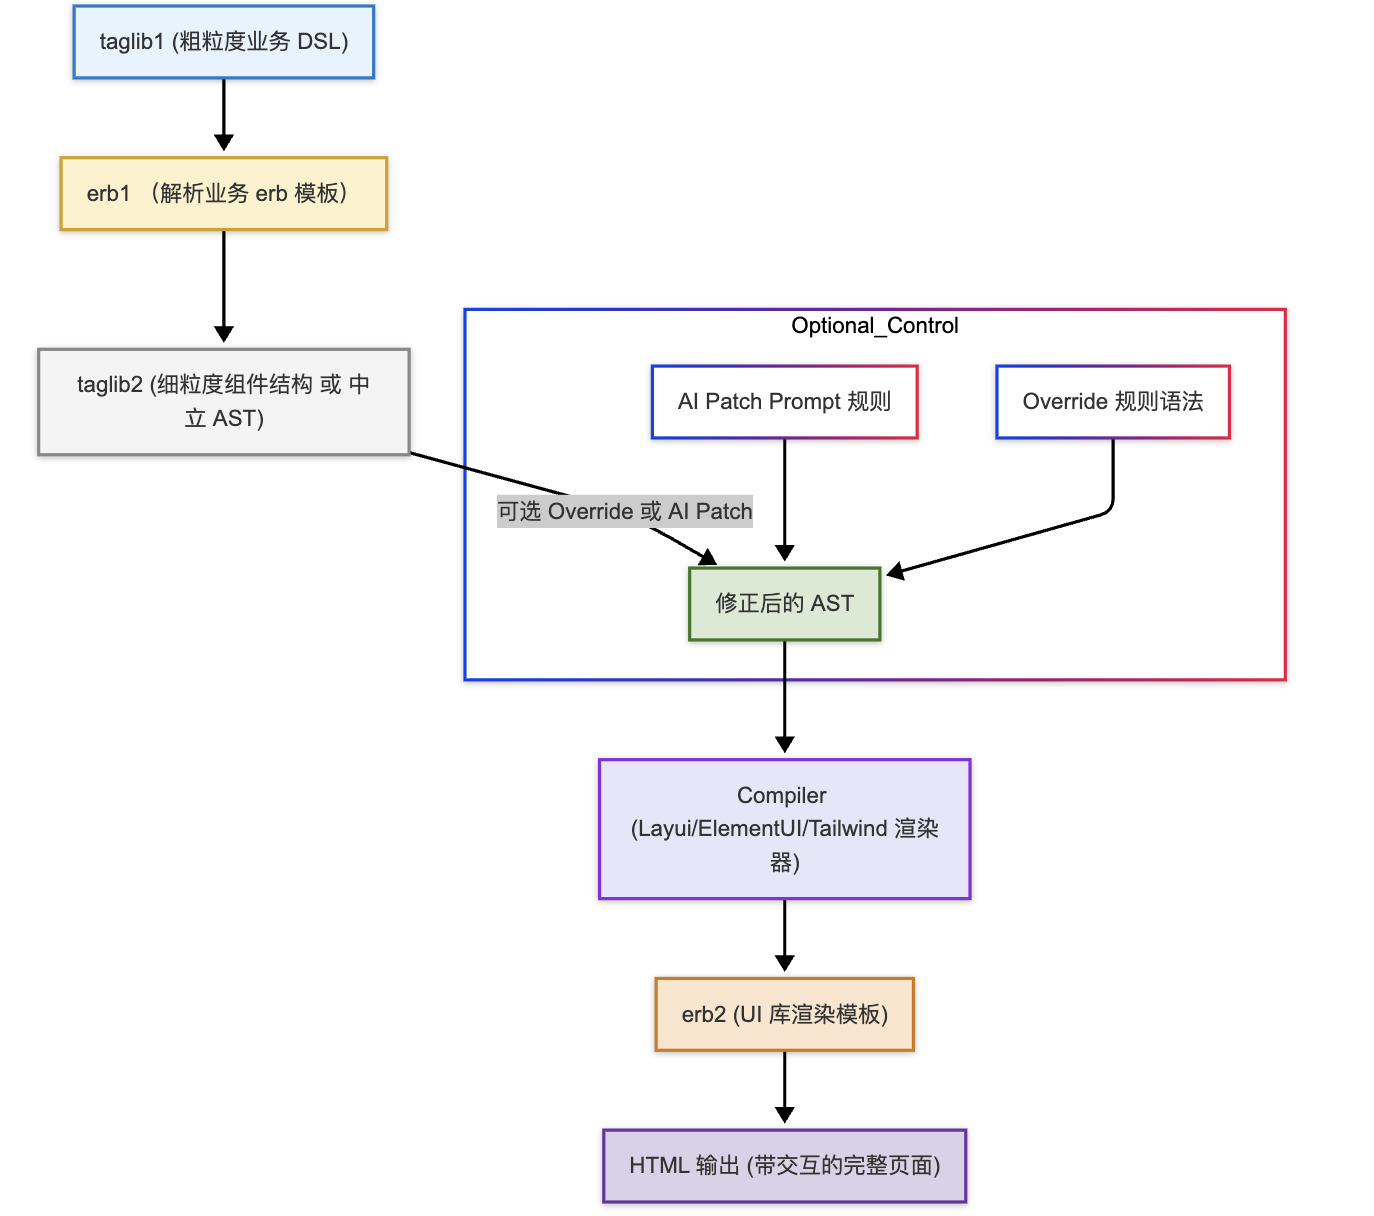 taglib1 (粗粒度业务 DSL)
erb1 （解析业务 erb 模板）
taglib2 (细粒度组件结构 或 中
立 AST)
Optional_Control
AI Patch Prompt 规则
Override 规则语法
可选 Override 或 AI Patch
修正后的 AST
Compiler
(Layui/ElementUI/Tailwind 渲染
器)
erb2 (UI 库渲染模板)
HTML 输出 (带交互的完整页面)